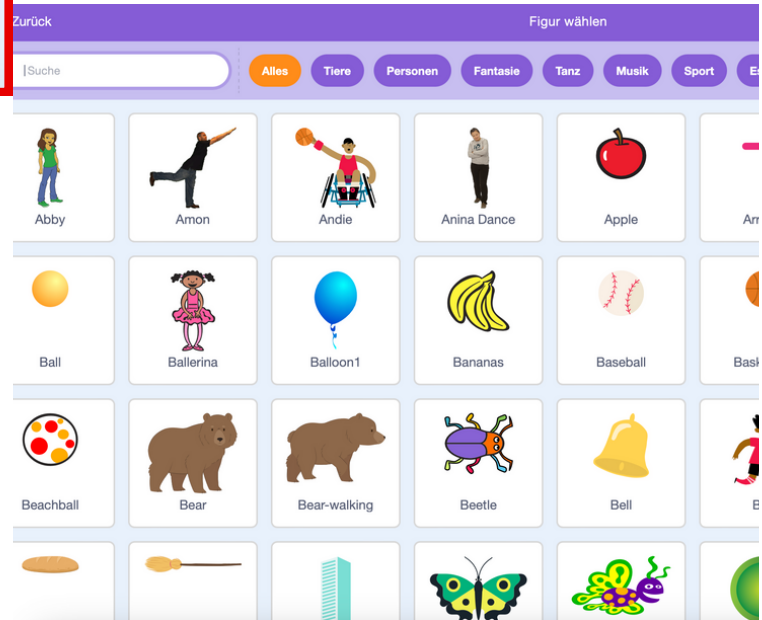 Zurück
Figur wählen
Suche
Alles Tiere Personen Fantasie Tanz Musik Sport
Abby Amon Andie Anina Dance Apple
Ball Ballerina Balloon1 Bananas Baseball
Beachball Bear Bear-walking Beetle Bell